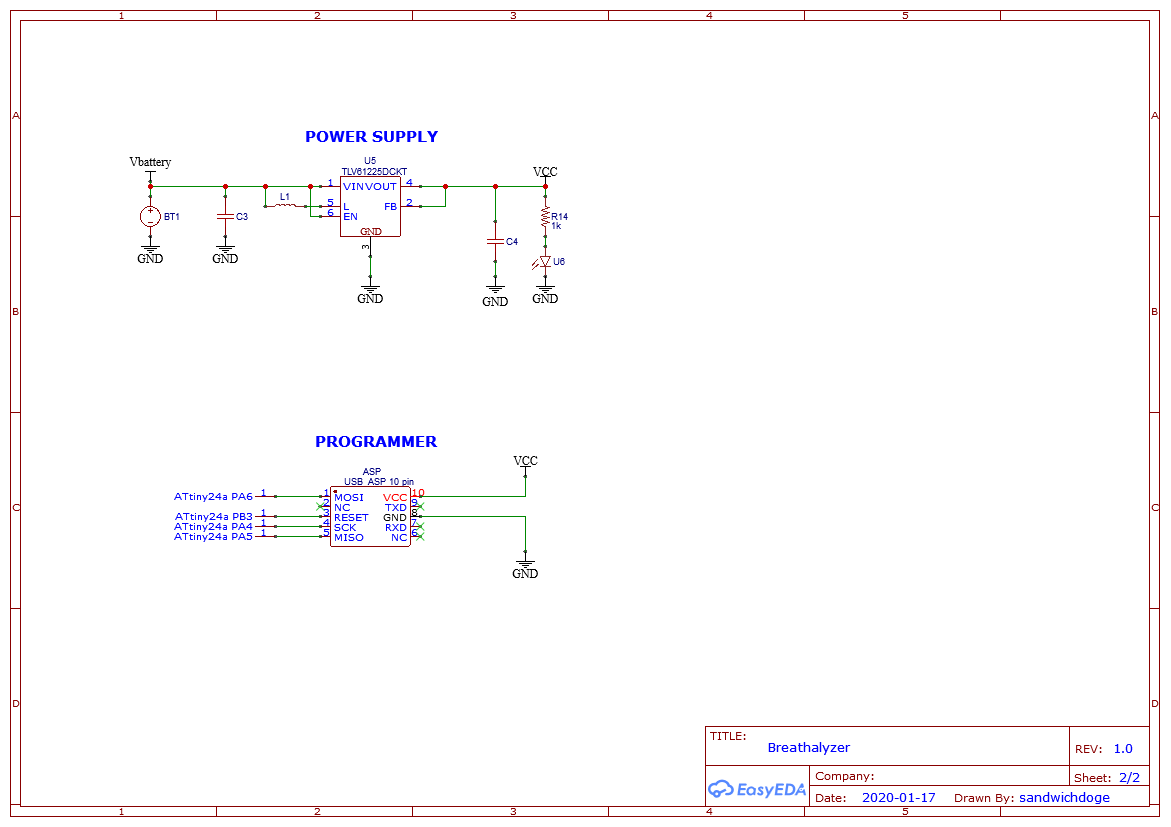 1 2 3 4 5
A A
POWER SUPPLY
Vbattery
U5
TLV61225DCKT
VCC
1 VIN VOUT 4
L1
5 L FB 2
6 EN
BT1
C3
R14
1k
GND
3
C4
U6
GND
GND
GND
GND
GND
B B
PROGRAMMER
VCC
ASP
USB ASP 10 pin
ATtiny24a PA6 1 1 MOSI VCC 10
2 NC TXD 9
ATtiny24a PB3 1 3 RESET GND 8
ATtiny24a PA4 1 4 SCK RXD 7
ATtiny24a PA5 1 5 MISO NC 6
C C
GND
D D
TITLE:
Breathalyzer
REV: 1.0
EasyEDA
Company:
Sheet: 2/2
Date: 2020-01-17 Drawn By: sandwichdoge
1 2 3 4 5